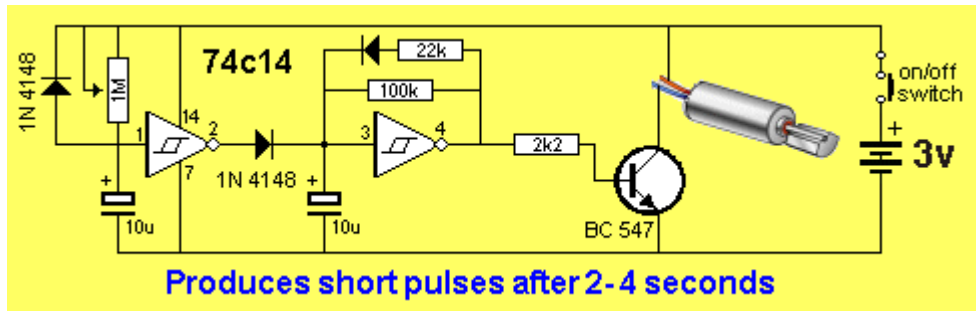 1N 4148
1M
74c14
14
1
2
7
+
10u
1N 4148
22k
100k
3
4
+
10u
2k2
BC 547
on/off
switch
+
3v
Produces short pulses after 2-4 seconds